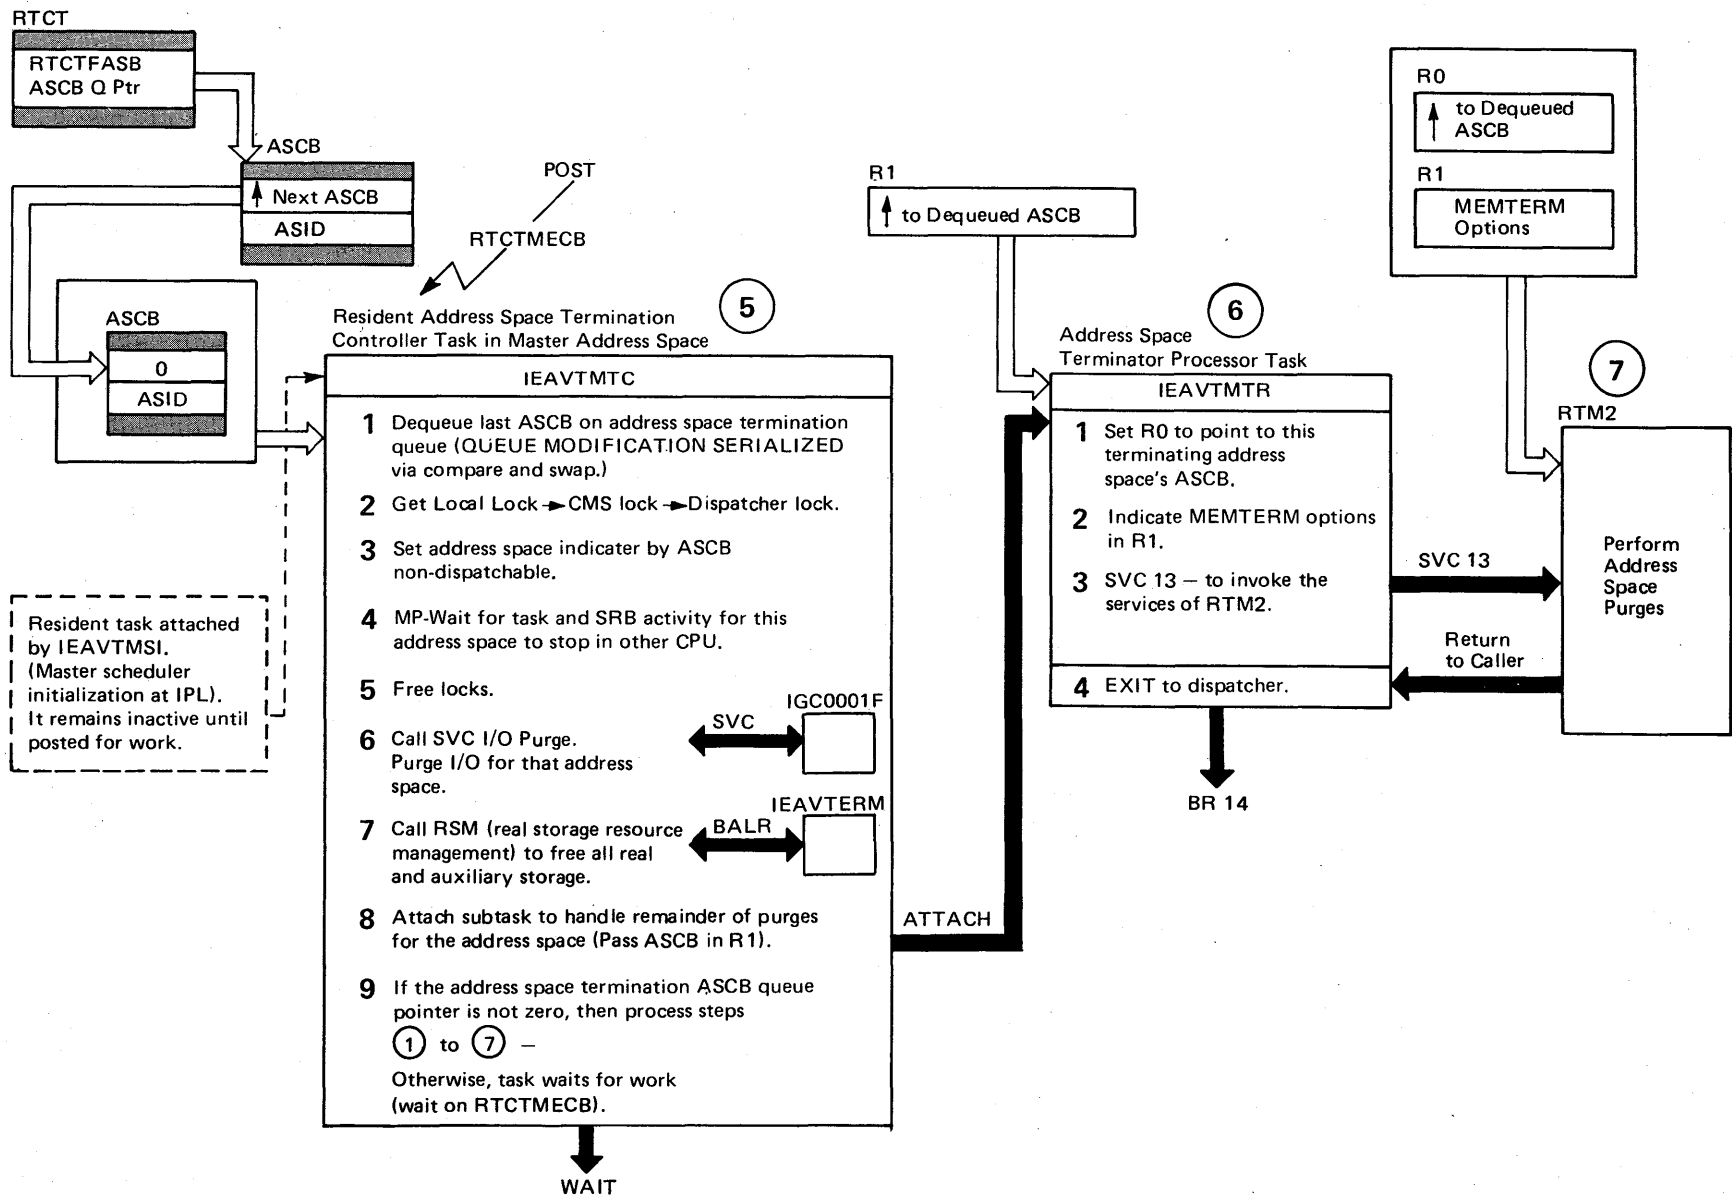 RTCT
RTCTFASB
ASCB Q Ptr
ASCB
Next ASCB
ASID
ASCB
0
ASID
POST
RTCTMECB
5
Resident Address Space Termination
Controller Task in Master Address Space
IEAVTMTC
1 Dequeue last ASCB on address space termination
queue (QUEUE MODIFICATION SERIALIZED
via compare and swap.)
2 Get Local Lock → CMS lock → Dispatcher lock.
3 Set address space indicater by ASCB
non-dispatchable.
4 MP-Wait for task and SRB activity for this
address space to stop in other CPU.
5 Free locks.
6 Call SVC I/O Purge.
Purge I/O for that address
space.
SVC
IGC0001F
7 Call RSM (real storage resource
management) to free all real
and auxiliary storage.
BALR
IEAVTERM
8 Attach subtask to handle remainder of purges
for the address space (Pass ASCB in R1).
9 If the address space termination ASCB queue
pointer is not zero, then process steps
1 to 7 –
Otherwise, task waits for work
(wait on RTCTMECB).
WAIT
Resident task attached
by IEAVTMSI.
(Master scheduler
initialization at IPL).
It remains inactive until
posted for work.
ATTACH
R1
to Dequeued ASCB
6
Address Space
Terminator Processor Task
IEAVTMTR
1 Set R0 to point to this
terminating address
space's ASCB.
2 Indicate MEMTERM options
in R1.
3 SVC 13 – to invoke the
services of RTM2.
4 EXIT to dispatcher.
BR 14
SVC 13
Return
to Caller
R0
to Dequeued
ASCB
R1
MEMTERM
Options
7
RTM2
Perform
Address
Space
Purges